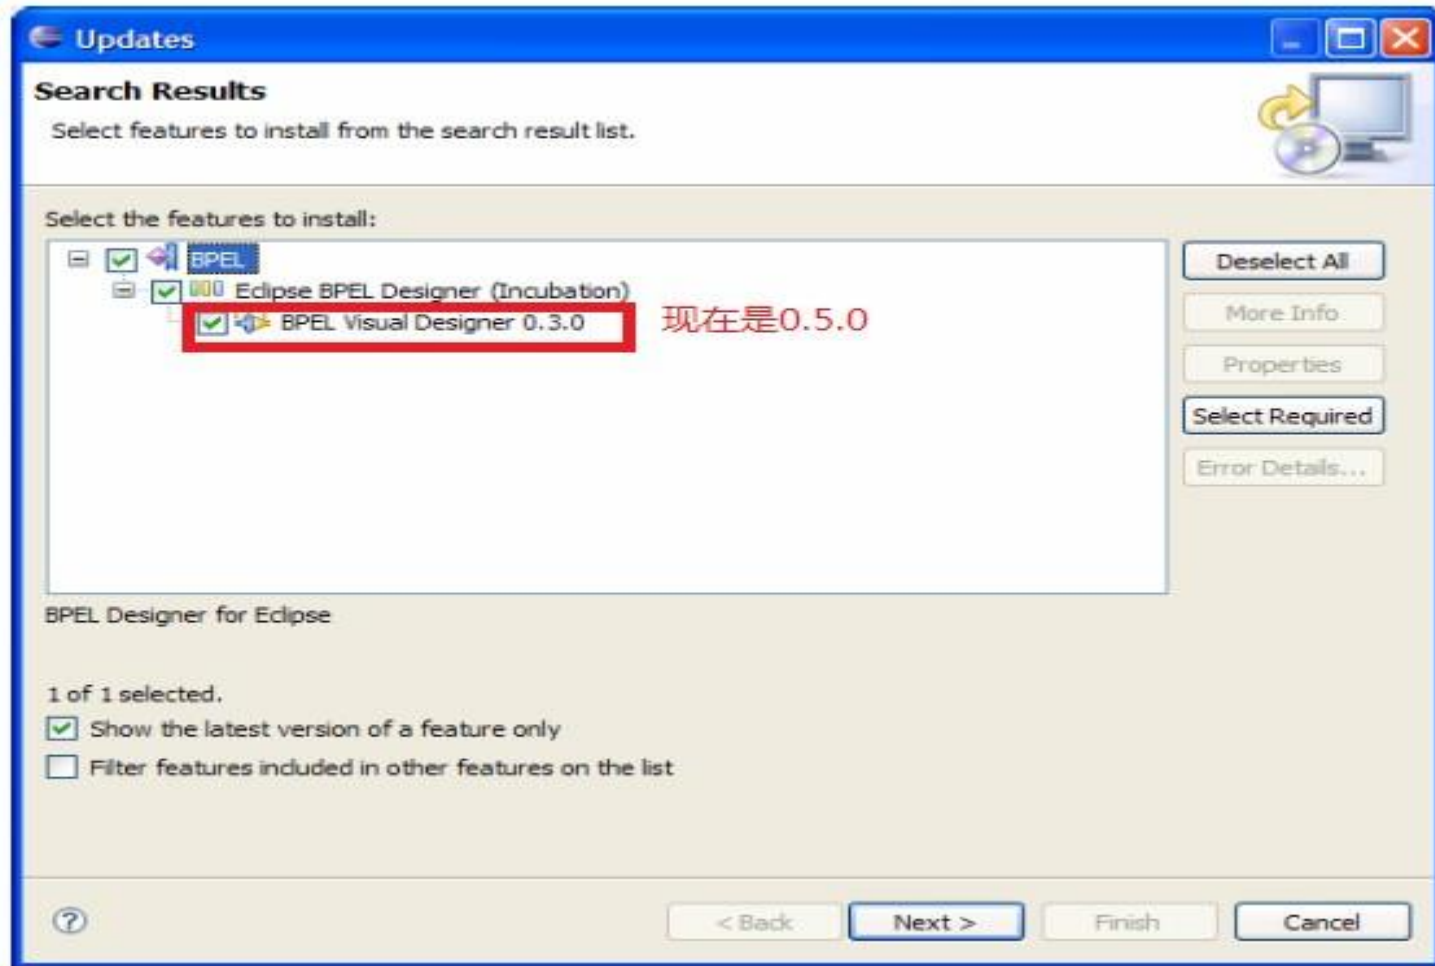 Updates
Search Results
Select features to install from the search result list.
Select the features to install:
BPEL
Eclipse BPEL Designer (Incubation)
BPEL Visual Designer 0.3.0
现在是0.5.0
Deselect All
More Info
Properties
Select Required
Error Details...
BPEL Designer for Eclipse
1 of 1 selected.
Show the latest version of a feature only
Filter features included in other features on the list
?
< Back
Next >
Finish
Cancel